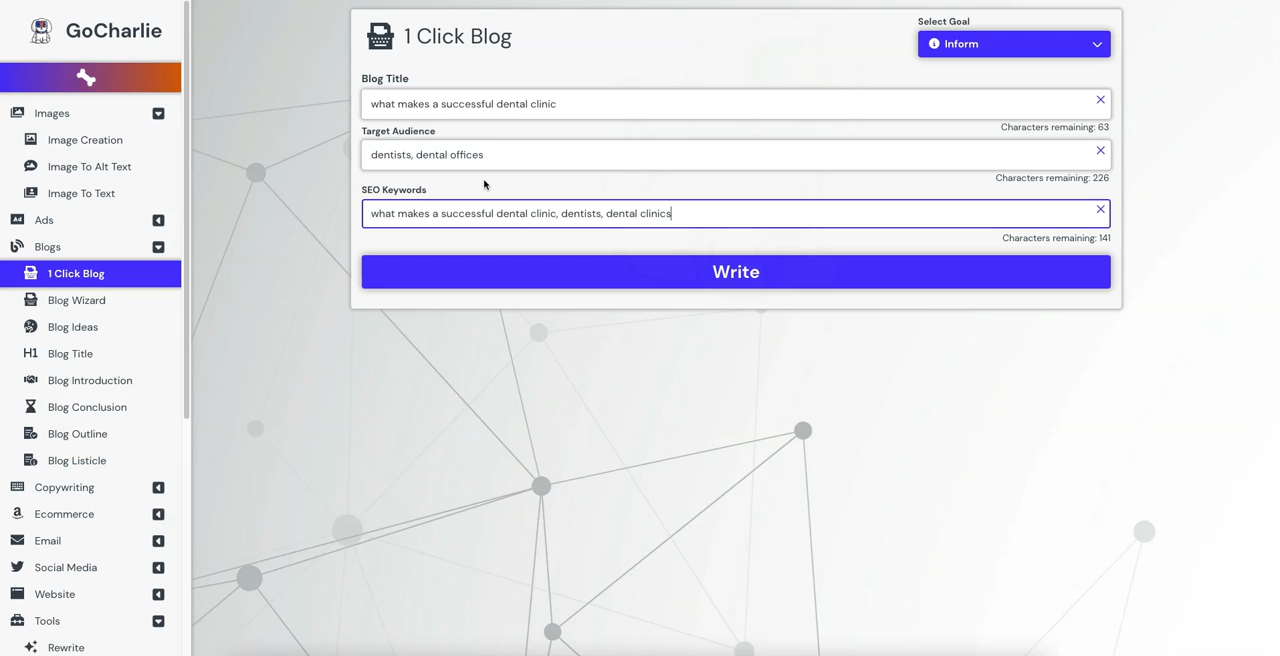 GoCharlie
Images
Image Creation
Image To Alt Text
Image To Text
Ad
Ads
Blogs
1 Click Blog
Blog Wizard
Blog Ideas
H1 Blog Title
Blog Introduction
Blog Conclusion
Blog Outline
Blog Listicle
Copywriting
Ecommerce
Email
Social Media
Website
Tools
Rewrite
1 Click Blog
Select Goal
Inform
Blog Title
what makes a successful dental clinic
Characters remaining: 63
Target Audience
dentists, dental offices
Characters remaining: 226
SEO Keywords
what makes a successful dental clinic, dentists, dental clinics
Characters remaining: 141
Write